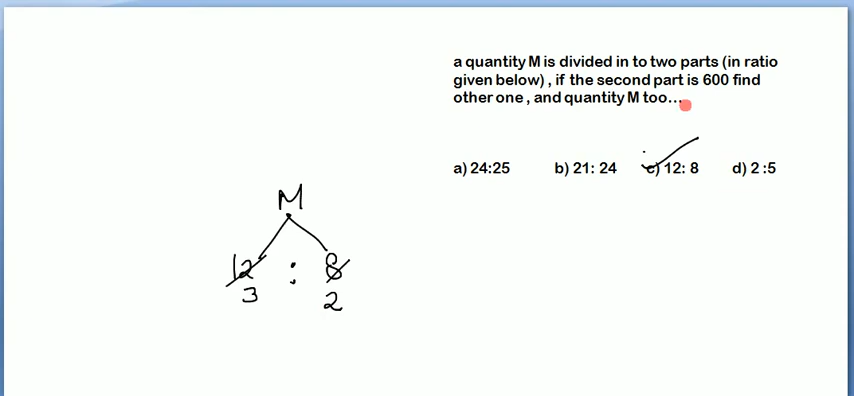 a quantity M is divided in to two parts (in ratio
given below) , if the second part is 600 find
other one , and quantity M too...
a) 24:25 b) 21: 24 c) 12: 8 d) 2 :5
M
12 : 8
3 2